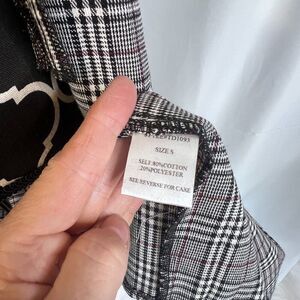 SIZE S
SELF 80%COTTON
20%POLYESTER
SEE REVERSE FOR CARE